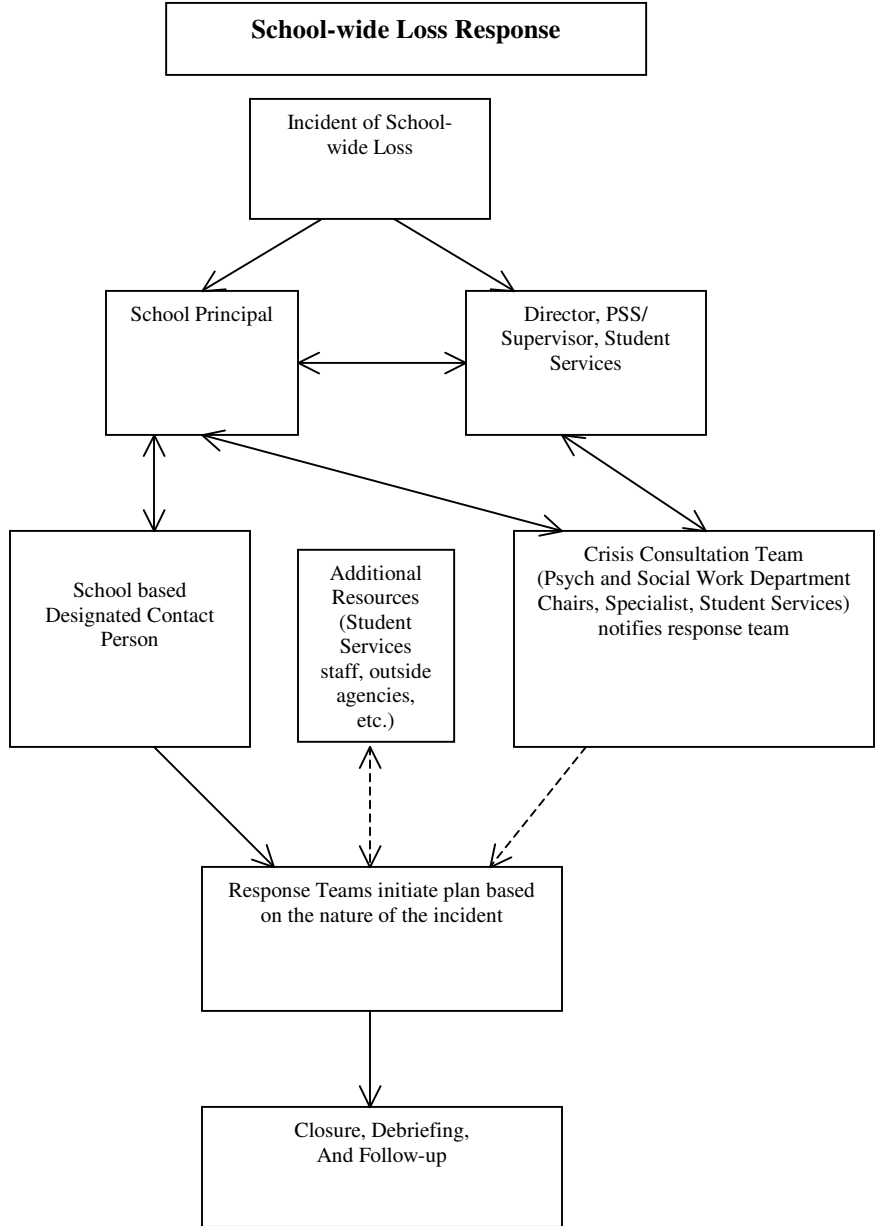 School-wide Loss Response
Incident of School-
wide Loss
School Principal
Director, PSS/
Supervisor, Student
Services
School based
Designated Contact
Person
Additional
Resources
(Student
Services
staff, outside
agencies,
etc.)
Crisis Consultation Team
(Psych and Social Work Department
Chairs, Specialist, Student Services)
notifies response team
Response Teams initiate plan based
on the nature of the incident
Closure, Debriefing,
And Follow-up